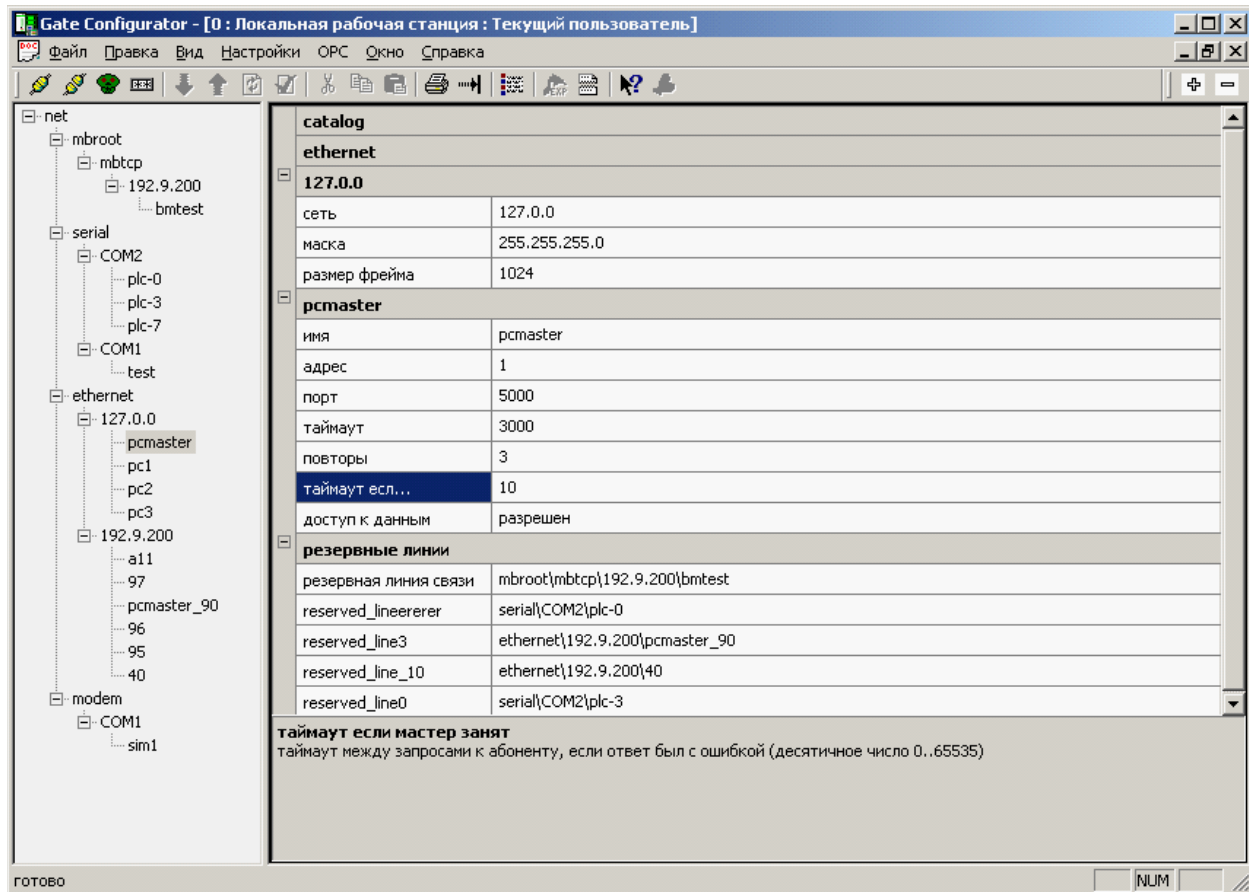 Gate Configurator - [0 : Локальная рабочая станция : Текущий пользователь]
Файл Правка Вид Настройки OPC Окно Справка
net
mbroot
mbtcp
192.9.200
bmtest
serial
COM2
plc-0
plc-3
plc-7
COM1
test
ethernet
127.0.0
pcmaster
pc1
pc2
pc3
192.9.200
a11
97
pcmaster_90
96
95
40
modem
COM1
sim1
catalog
ethernet
127.0.0
сеть 127.0.0
маска 255.255.255.0
размер фрейма 1024
pcmaster
имя pcmaster
адрес 1
порт 5000
таймаут 3000
повторы 3
таймаут есл... 10
доступ к данным разрешен
резервные линии
резервная линия связи mbroot\mbtcp\192.9.200\bmtest
reserved_lineererer serial\COM2\plc-0
reserved_line3 ethernet\192.9.200\pcmaster_90
reserved_line_10 ethernet\192.9.200\40
reserved_line0 serial\COM2\plc-3
таймаут если мастер занят
таймаут между запросами к абоненту, если ответ был с ошибкой (десятичное число 0..65535)
готово NUM